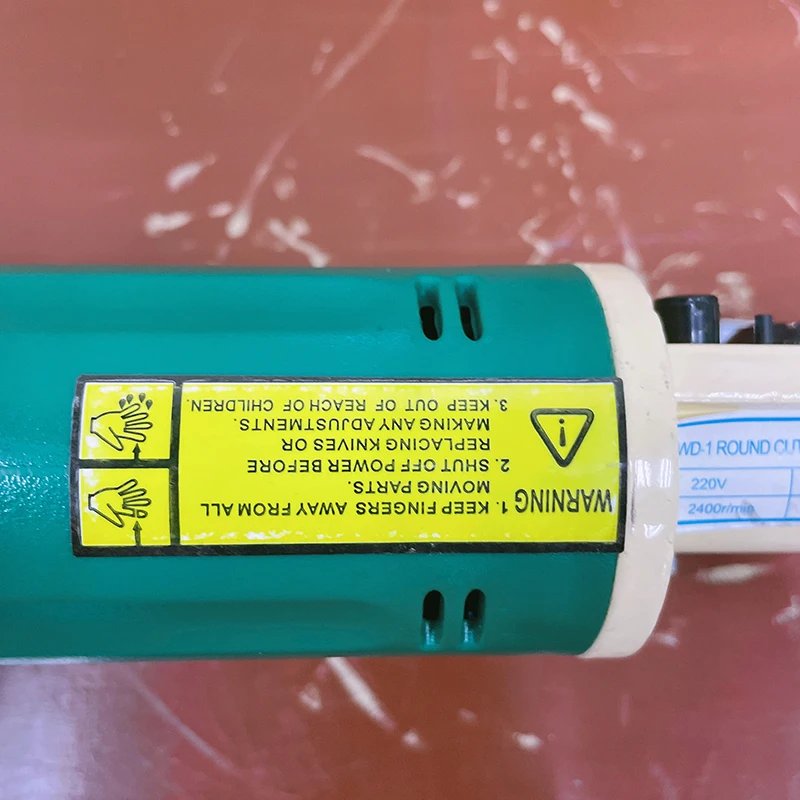 WARNING
1. KEEP FINGERS AWAY FROM ALL
MOVING PARTS.
2. SHUT OFF POWER BEFORE
REPLACING KNIVES OR
MAKING ANY ADJUSTMENTS.
3. KEEP OUT OF REACH OF CHILDREN.
WD-1 ROUND CUT
220V
2400r/min